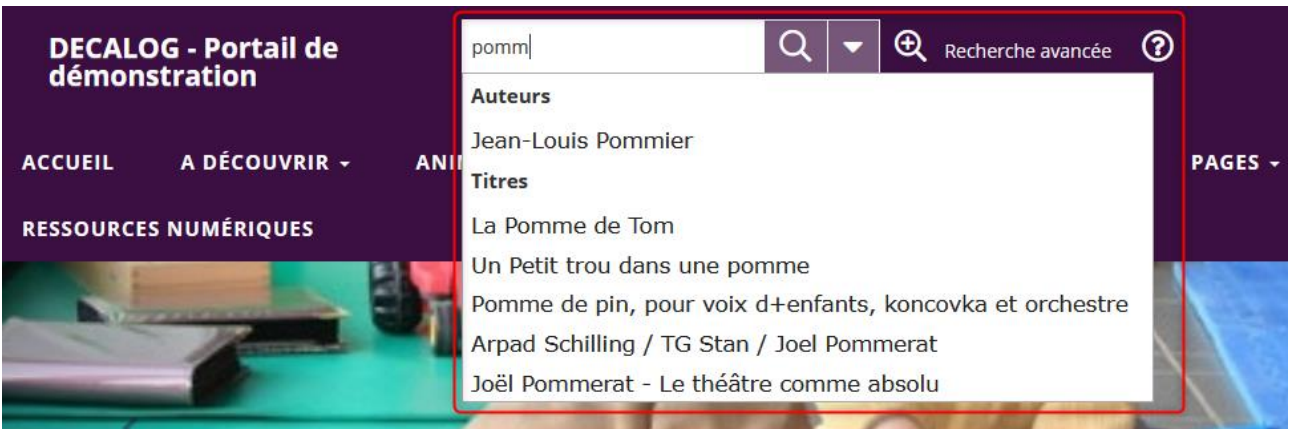 DECALOG - Portail de
démonstration
pomm
Recherche avancée
Auteurs
Jean-Louis Pommier
Titres
La Pomme de Tom
Un Petit trou dans une pomme
Pomme de pin, pour voix d+enfants, koncovka et orchestre
Arpad Schilling / TG Stan / Joel Pommerat
Joël Pommerat - Le théâtre comme absolu
ACCUEIL
A DÉCOUVRIR
PAGES
RESSOURCES NUMÉRIQUES